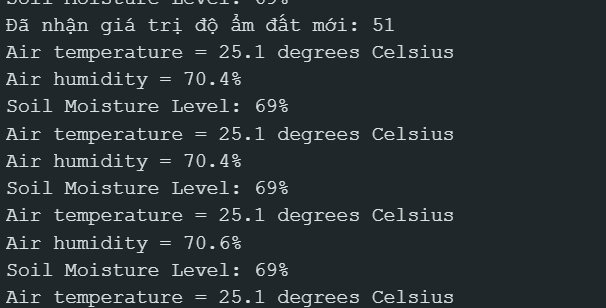 Soil Moisture Level: 69%
Đã nhận giá trị độ ẩm đất mới: 51
Air temperature = 25.1 degrees Celsius
Air humidity = 70.4%
Soil Moisture Level: 69%
Air temperature = 25.1 degrees Celsius
Air humidity = 70.4%
Soil Moisture Level: 69%
Air temperature = 25.1 degrees Celsius
Air humidity = 70.6%
Soil Moisture Level: 69%
Air temperature = 25.1 degrees Celsius